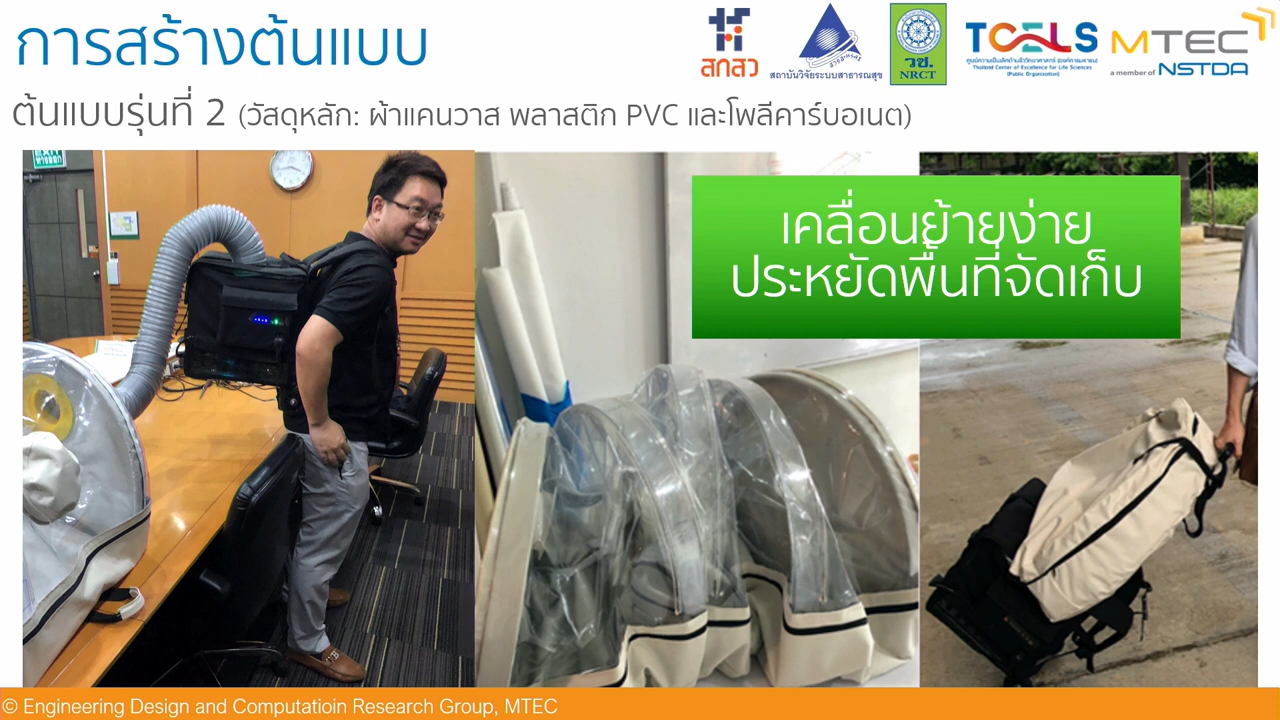 การสร้างต้นแบบ
สกสว
สถาบันวิจัยระบบสาธารณสุข
วช.
NRCT
TCELS
ศูนย์ความเป็นเลิศด้านชีววิทยาศาสตร์ (องค์การมหาชน)
Thailand Center of Excellence for Life Sciences
(Public Organization)
MTEC
a member of NSTDA
ต้นแบบรุ่นที่ 2 (วัสดุหลัก: ผ้าแคนวาส พลาสติก PVC และโพลีคาร์บอเนต)
EXIT
ทางออก
เคลื่อนย้ายง่าย
ประหยัดพื้นที่จัดเก็บ
© Engineering Design and Computatioin Research Group, MTEC